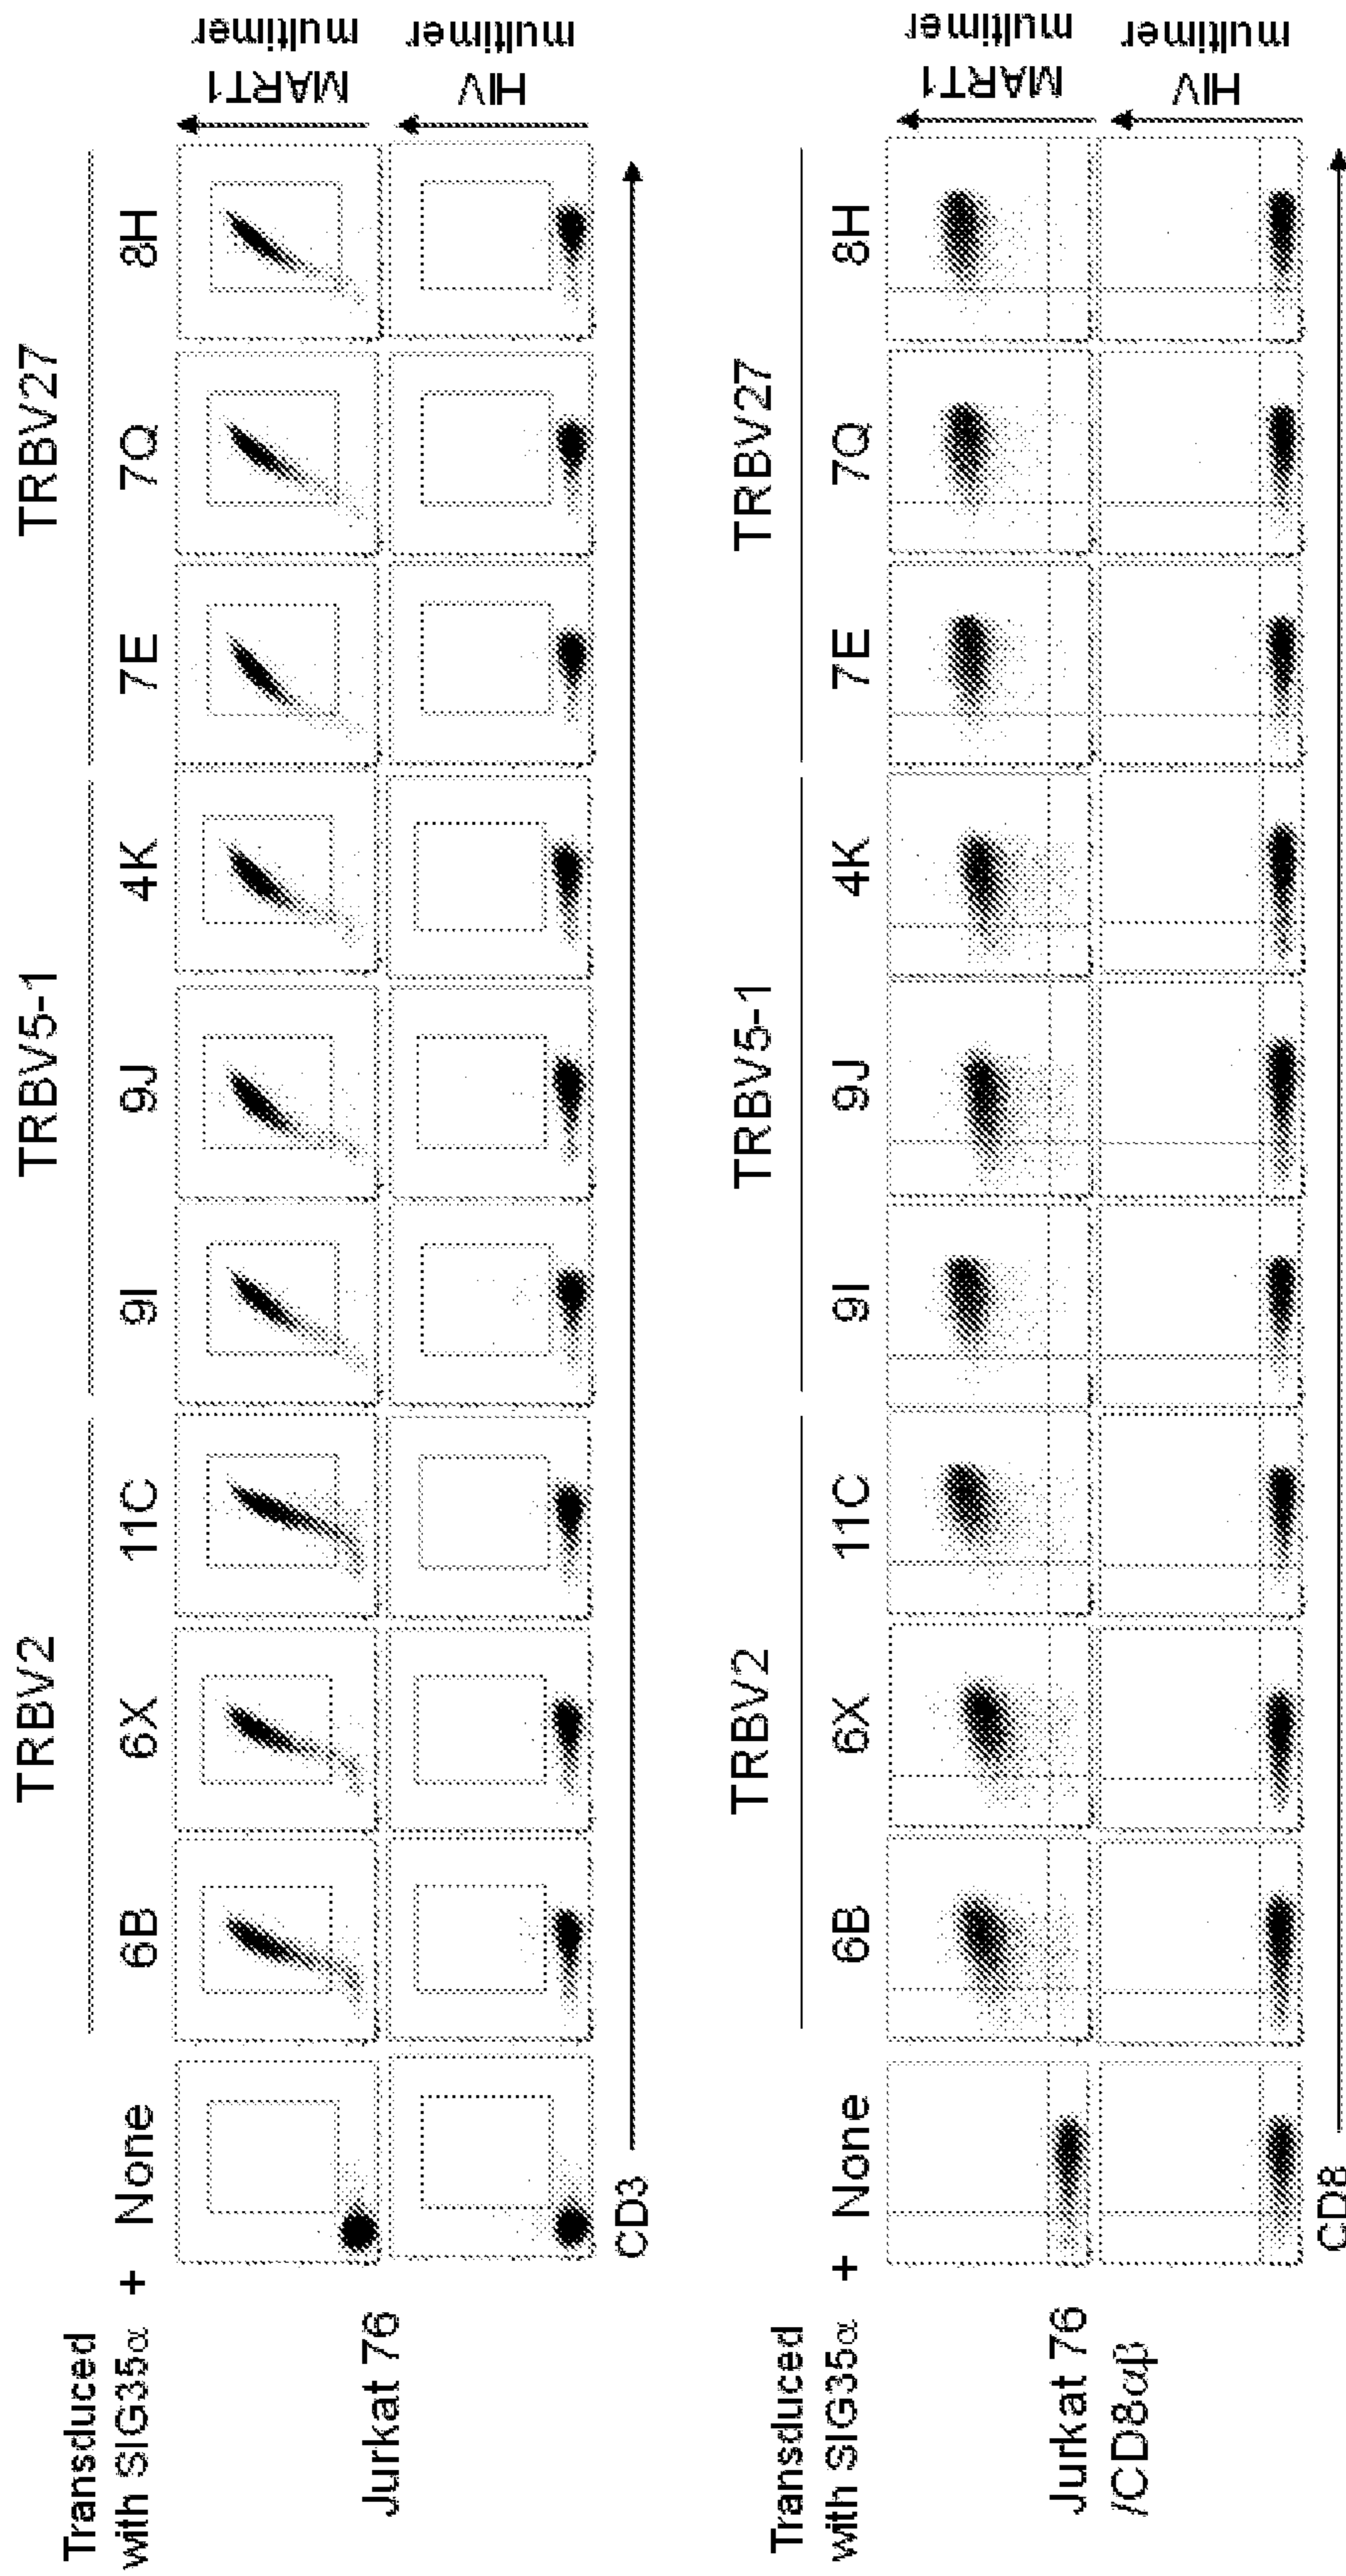 TRBV2 TRBV5-1 TRBV27
Transduced
with SIG35α + None 6B 6X 11C 9I 9J 4K 7E 7Q 8H
MART1
multimer
Jurkat 76
HIV
multimer
CD3
TRBV2 TRBV5-1 TRBV27
Transduced
with SIG35α + None 6B 6X 11C 9I 9J 4K 7E 7Q 8H
MART1
multimer
Jurkat 76
/CD8αβ
HIV
multimer
CD8